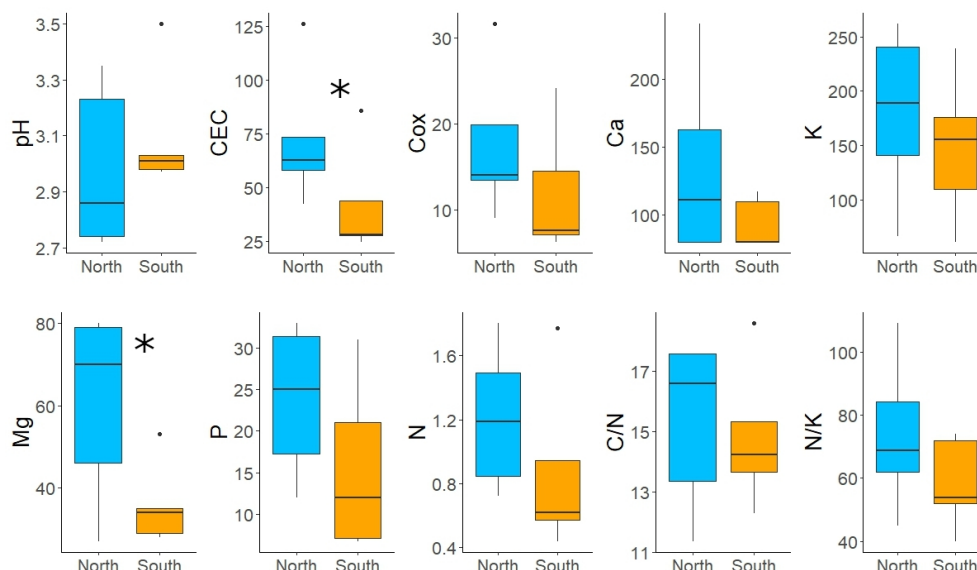 pH
3.5
3.3
3.1
2.9
2.7
North South
CEC
125
100
75
50
25
*
North South
Cox
30
20
10
North South
Ca
200
150
100
North South
K
250
200
150
100
North South
Mg
80
60
40
*
North South
P
30
25
20
15
10
North South
N
1.6
1.2
0.8
0.4
North South
C/N
17
15
13
11
North South
N/K
100
80
60
40
North South